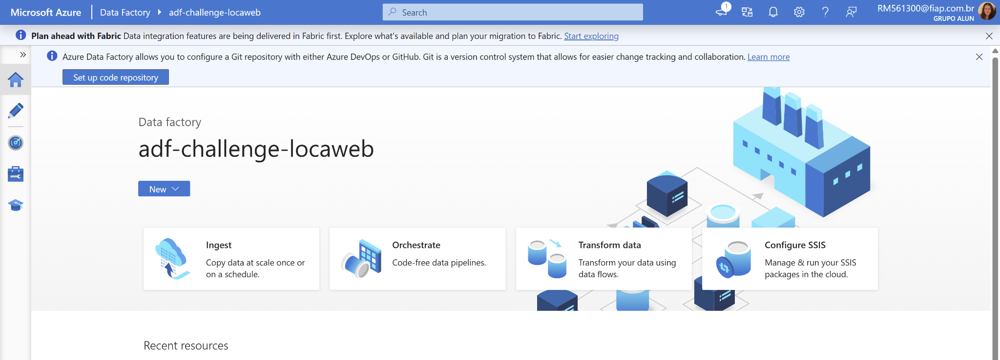 Microsoft Azure
Data Factory
adf-challenge-locaweb
Search
1
RM561300@fiap.com.br
GRUPO ALUN
Plan ahead with Fabric Data integration features are being delivered in Fabric first. Explore what's available and plan your migration to Fabric. Start exploring
Azure Data Factory allows you to configure a Git repository with either Azure DevOps or GitHub. Git is a version control system that allows for easier change tracking and collaboration. Learn more
Set up code repository
Data factory
adf-challenge-locaweb
New
Ingest
Copy data at scale once or
on a schedule.
Orchestrate
Code-free data pipelines.
Transform data
Transform your data using
data flows.
Configure SSIS
Manage & run your SSIS
packages in the cloud.
Recent resources